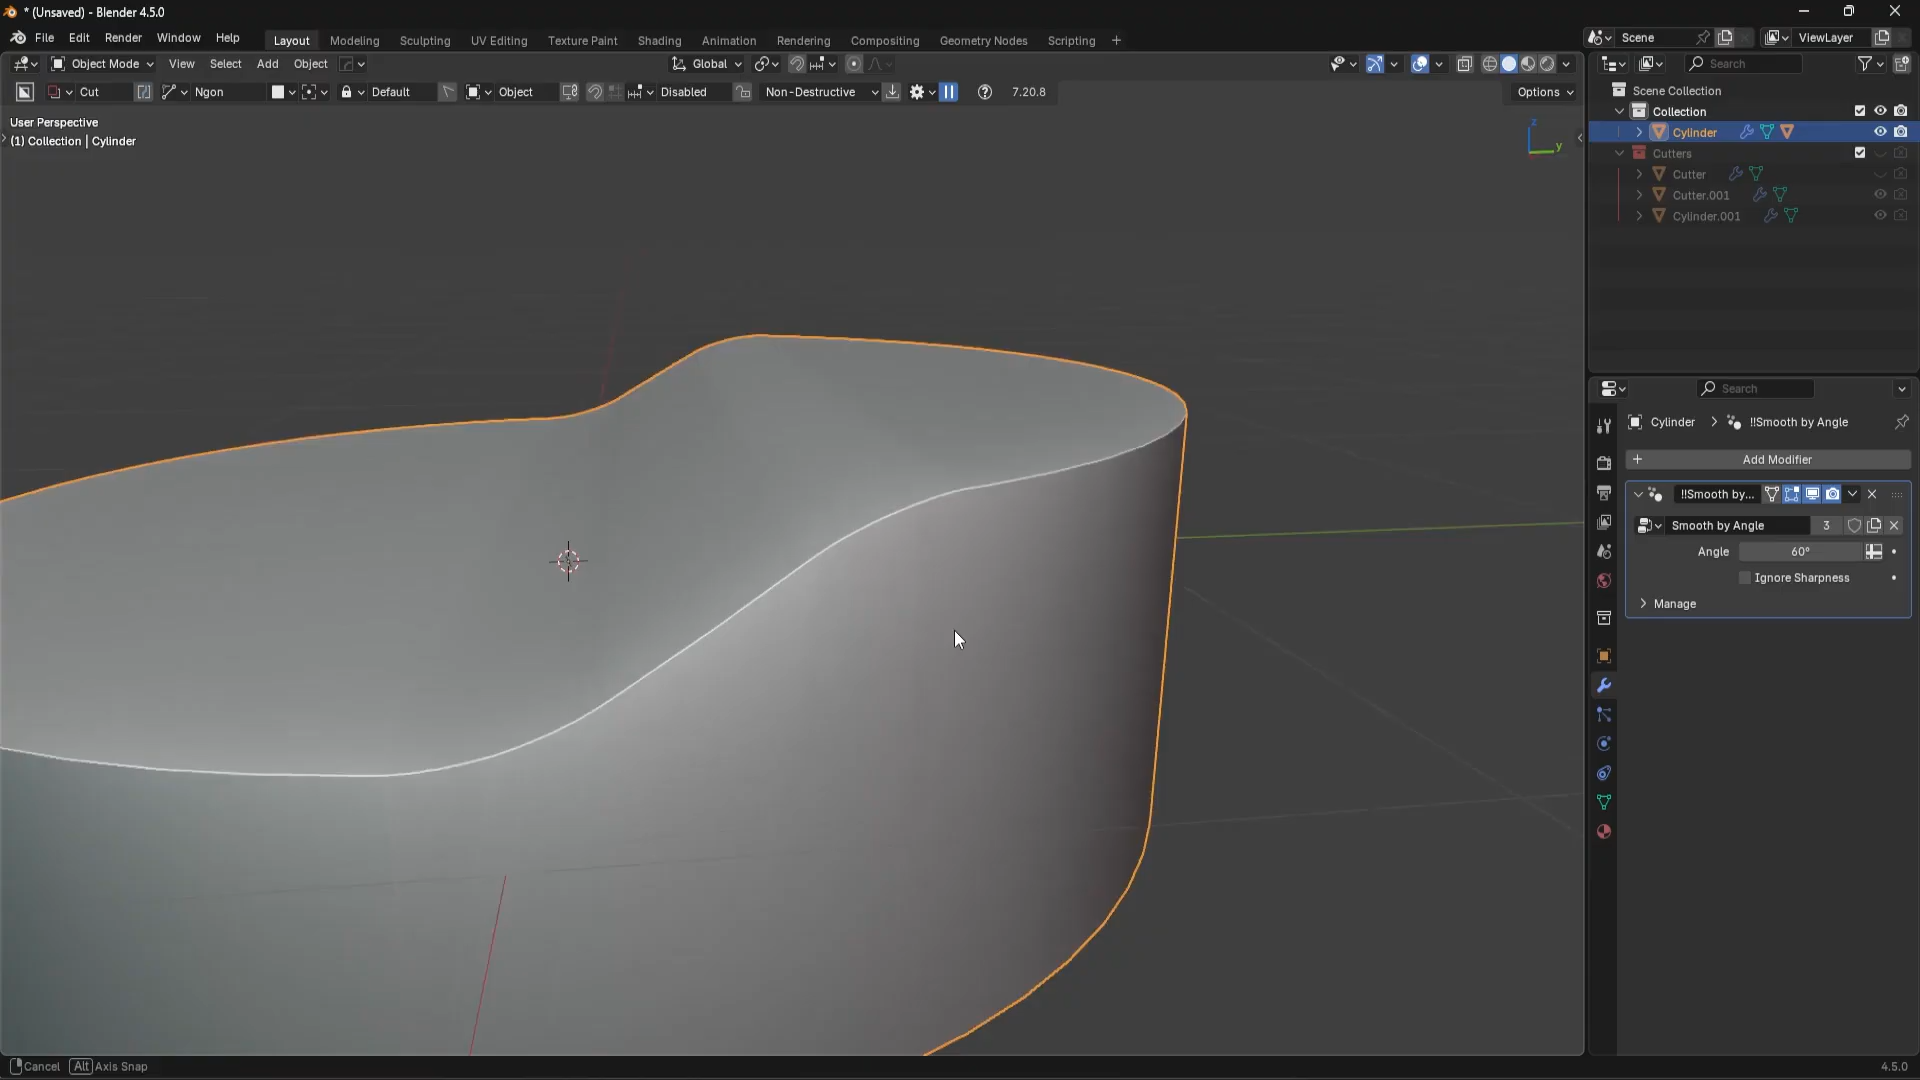 * (Unsaved) - Blender 4.5.0
File Edit Render Window Help
Layout Modeling Sculpting UV Editing Texture Paint Shading Animation Rendering Compositing Geometry Nodes Scripting +
Scene
ViewLayer
Object Mode View Select Add Object
Global
Search
Cut Ngon Default Object Disabled Non-Destructive 7.20.8
Options
User Perspective
(1) Collection | Cylinder
z
y
Scene Collection
Collection
Cylinder
Cutters
Cutter
Cutter.001
Cylinder.001
Search
Cylinder > !!Smooth by Angle
+ Add Modifier
!!Smooth by...
Smooth by Angle 3
Angle 60°
Ignore Sharpness
Manage
Cancel Alt Axis Snap
4.5.0